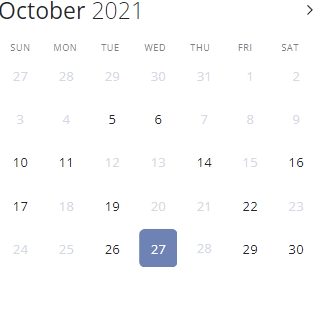 October 2021
SUN MON TUE WED THU FRI SAT
27 28 29 30 31 1 2
3 4 5 6 7 8 9
10 11 12 13 14 15 16
17 18 19 20 21 22 23
24 25 26 27 28 29 30